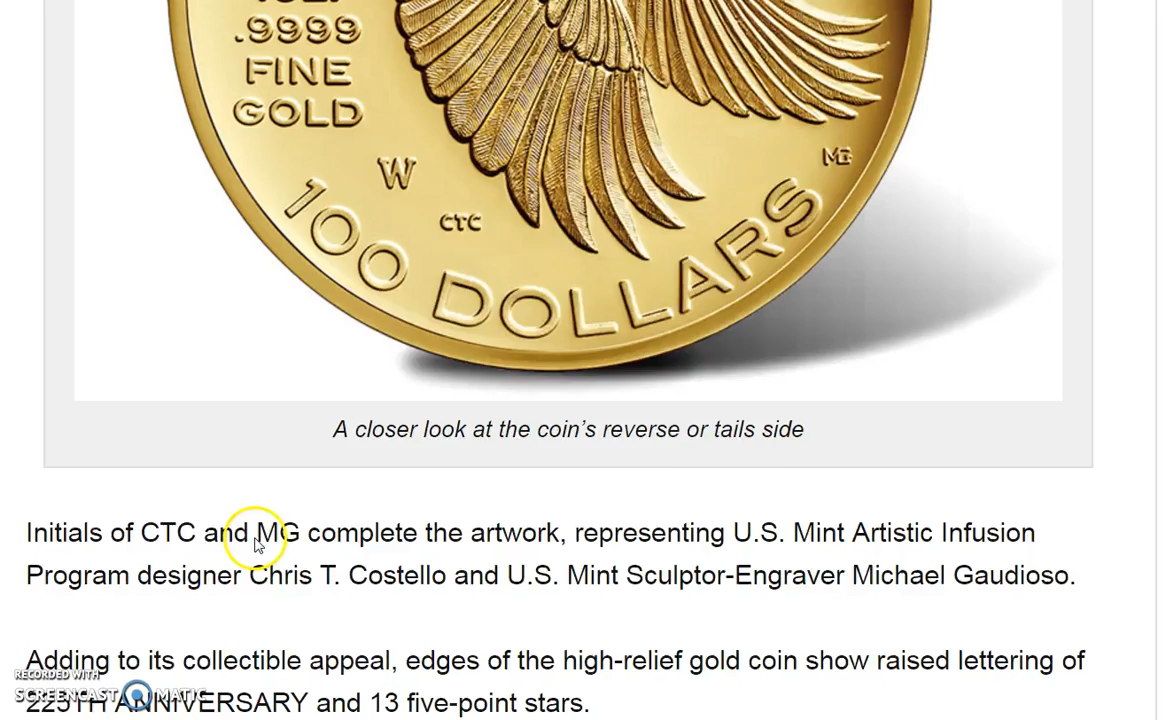 .9999
FINE
GOLD
W
MG
CTC
100 DOLLARS
A closer look at the coin’s reverse or tails side
Initials of CTC and MG complete the artwork, representing U.S. Mint Artistic Infusion
Program designer Chris T. Costello and U.S. Mint Sculptor-Engraver Michael Gaudioso.
Adding to its collectible appeal, edges of the high-relief gold coin show raised lettering of
225TH ANNIVERSARY and 13 five-point stars.
RECORDED WITH
SCREENCAST MATIC